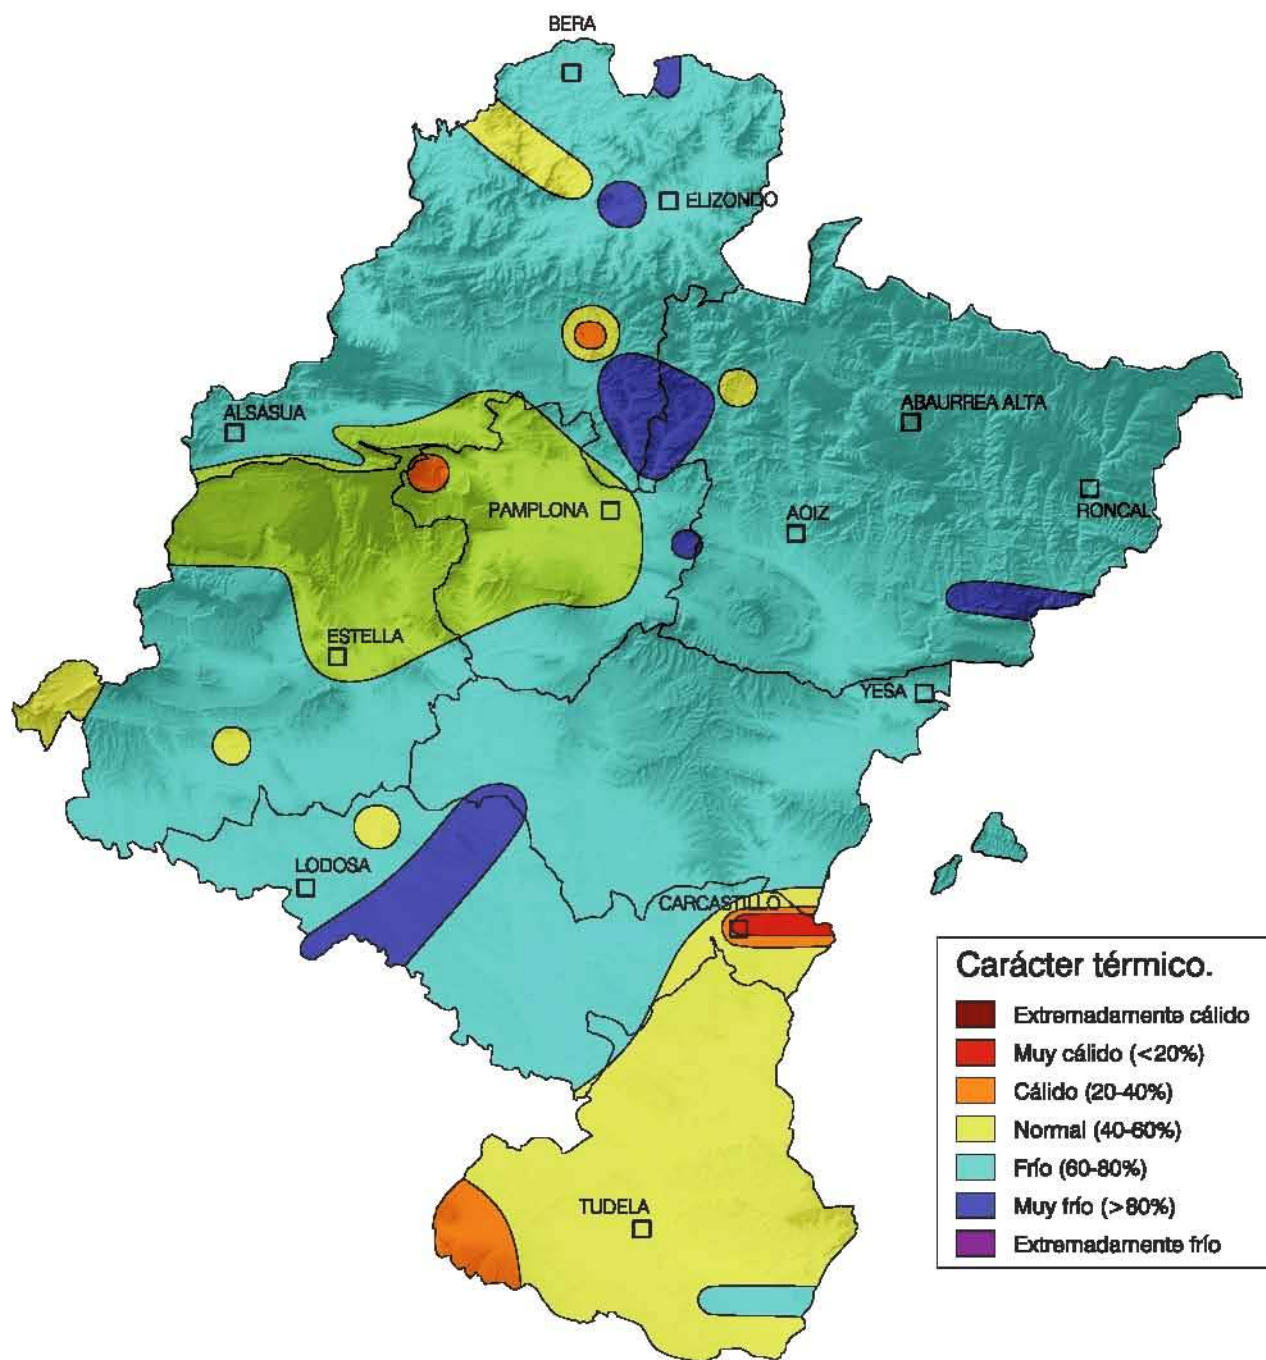 BERA
ELIZONDO
ALSASUA
ABAURREA ALTA
PAMPLONA
AOIZ
RONCAL
ESTELLA
YESA
LODOSA
CARCASTILLO
TUDELA
Carácter térmico.
Extremadamente cálido
Muy cálido (<20%)
Cálido (20-40%)
Normal (40-60%)
Frío (60-80%)
Muy frío (>80%)
Extremadamente frío